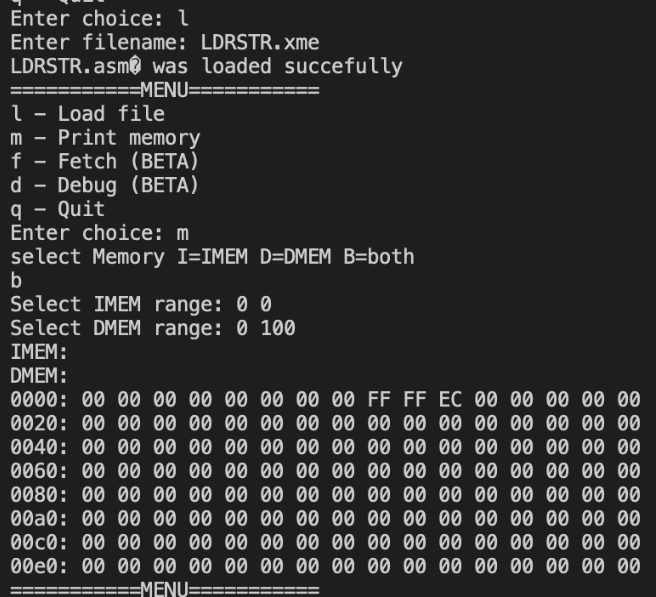 q - Quit
Enter choice: l
Enter filename: LDRSTR.xme
LDRSTR.asm� was loaded succefully
===========MENU===========
l - Load file
m - Print memory
f - Fetch (BETA)
d - Debug (BETA)
q - Quit
Enter choice: m
select Memory I=IMEM D=DMEM B=both
b
Select IMEM range: 0 0
Select DMEM range: 0 100
IMEM:
DMEM:
0000: 00 00 00 00 00 00 00 00 FF FF EC 00 00 00 00 00
0020: 00 00 00 00 00 00 00 00 00 00 00 00 00 00 00 00
0040: 00 00 00 00 00 00 00 00 00 00 00 00 00 00 00 00
0060: 00 00 00 00 00 00 00 00 00 00 00 00 00 00 00 00
0080: 00 00 00 00 00 00 00 00 00 00 00 00 00 00 00 00
00a0: 00 00 00 00 00 00 00 00 00 00 00 00 00 00 00 00
00c0: 00 00 00 00 00 00 00 00 00 00 00 00 00 00 00 00
00e0: 00 00 00 00 00 00 00 00 00 00 00 00 00 00 00 00
===========MENU===========